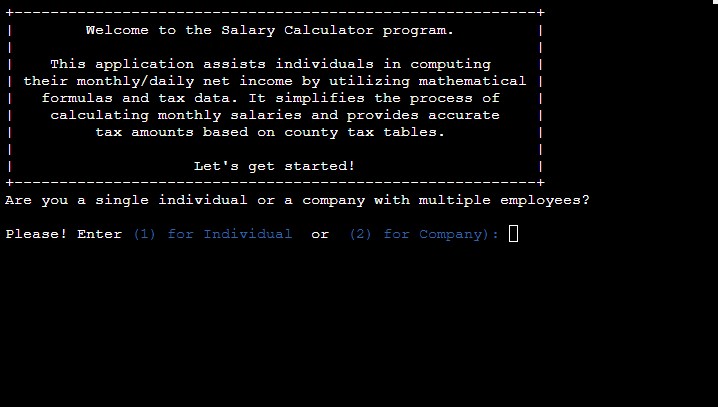 Welcome to the Salary Calculator program.
This application assists individuals in computing
their monthly/daily net income by utilizing mathematical
formulas and tax data. It simplifies the process of
calculating monthly salaries and provides accurate
tax amounts based on county tax tables.
Let's get started!
Are you a single individual or a company with multiple employees?
Please! Enter (1) for Individual or (2) for Company):